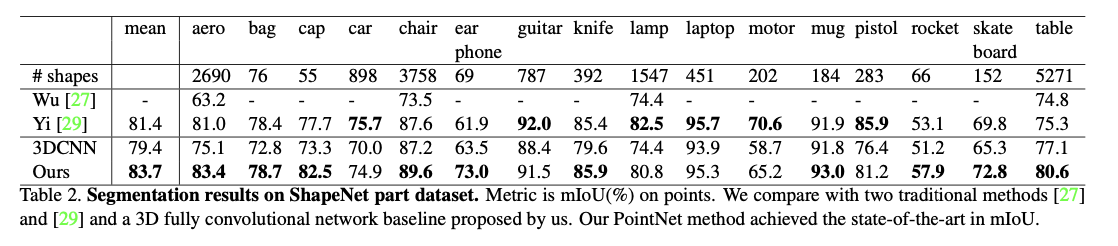 mean aero bag cap car chair ear phone guitar knife lamp laptop motor mug pistol rocket skate board table
# shapes 2690 76 55 898 3758 69 787 392 1547 451 202 184 283 66 152 5271
Wu [27] - 63.2 - - - 73.5 - - - 74.4 - - - - - - 74.8
Yi [29] 81.4 81.0 78.4 77.7 75.7 87.6 61.9 92.0 85.4 82.5 95.7 70.6 91.9 85.9 53.1 69.8 75.3
3DCNN 79.4 75.1 72.8 73.3 70.0 87.2 63.5 88.4 79.6 74.4 93.9 58.7 91.8 76.4 51.2 65.3 77.1
Ours 83.7 83.4 78.7 82.5 74.9 89.6 73.0 91.5 85.9 80.8 95.3 65.2 93.0 81.2 57.9 72.8 80.6
Table 2. Segmentation results on ShapeNet part dataset. Metric is mIoU(%) on points. We compare with two traditional methods [27]
and [29] and a 3D fully convolutional network baseline proposed by us. Our PointNet method achieved the state-of-the-art in mIoU.